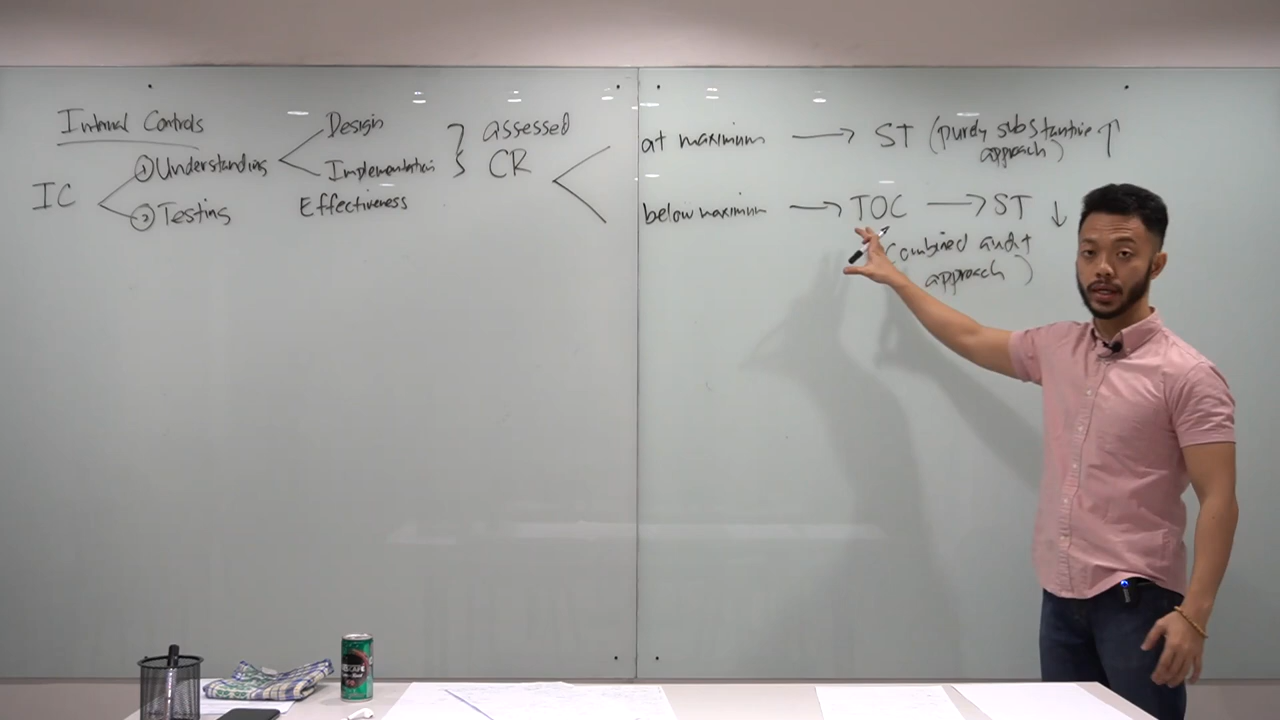 Internal Controls
IC
① Understanding
② Testing
Design
Implementation
Effectiveness
assessed
CR
at maximum → ST (purely substantive
approach) ↑
below maximum → TOC → ST ↓
(combined audit
approach)